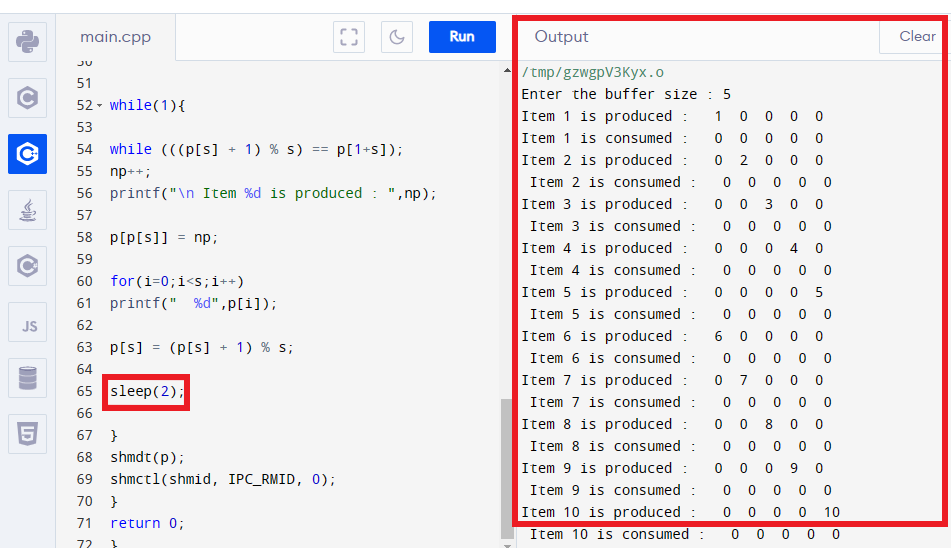 main.cpp
Run
50
51
52 while(1){
53
54 while (((p[s] + 1) % s) == p[1+s]);
55 np++;
56 printf("\n Item %d is produced : ",np);
57
58 p[p[s]] = np;
59
60 for(i=0;i<s;i++)
61 printf("  %d",p[i]);
62
63 p[s] = (p[s] + 1) % s;
64
65 sleep(2);
66
67 }
68 shmdt(p);
69 shmctl(shmid, IPC_RMID, 0);
70 }
71 return 0;
72 }
JS
5
Output
Clear
/tmp/gzwgpV3Kyx.o
Enter the buffer size : 5
Item 1 is produced :   1  0  0  0  0
Item 1 is consumed :   0  0  0  0  0
Item 2 is produced :   0  2  0  0  0
Item 2 is consumed :   0  0  0  0  0
Item 3 is produced :   0  0  3  0  0
Item 3 is consumed :   0  0  0  0  0
Item 4 is produced :   0  0  0  4  0
Item 4 is consumed :   0  0  0  0  0
Item 5 is produced :   0  0  0  0  5
Item 5 is consumed :   0  0  0  0  0
Item 6 is produced :   6  0  0  0  0
Item 6 is consumed :   0  0  0  0  0
Item 7 is produced :   0  7  0  0  0
Item 7 is consumed :   0  0  0  0  0
Item 8 is produced :   0  0  8  0  0
Item 8 is consumed :   0  0  0  0  0
Item 9 is produced :   0  0  0  9  0
Item 9 is consumed :   0  0  0  0  0
Item 10 is produced :   0  0  0  0  10
Item 10 is consumed :   0  0  0  0  0